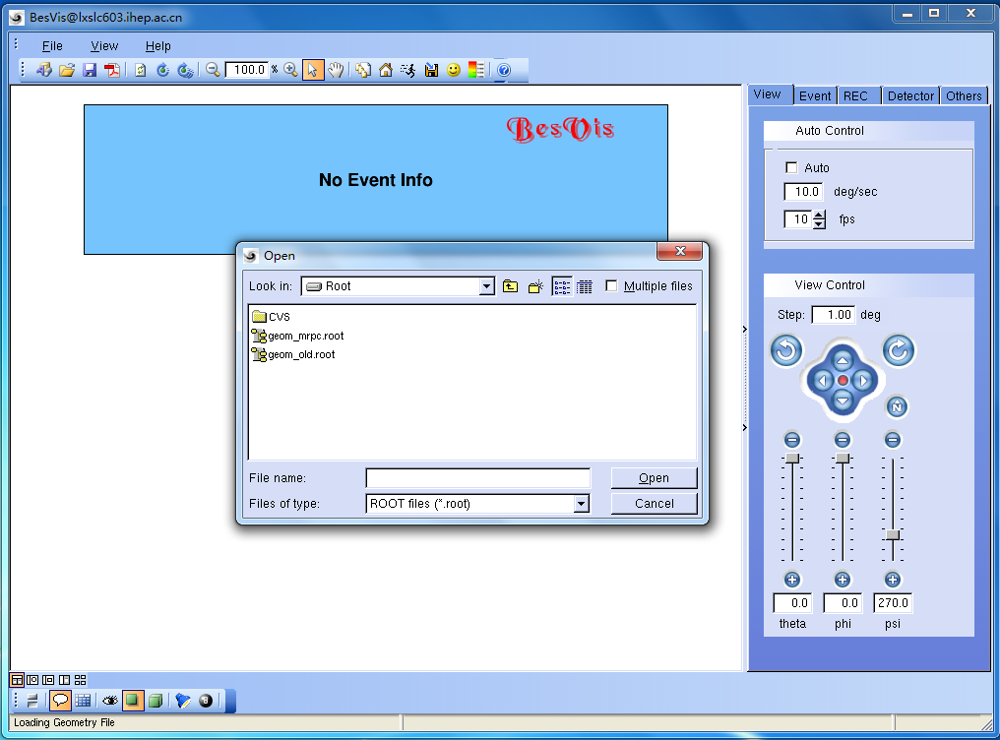 BesVis@lxslc603.ihep.ac.cn
File View Help
100.0 %
View Event REC Detector Others
BesVis
No Event Info
Auto Control
Auto
10.0 deg/sec
10 fps
Open
Look in: Root Multiple files
CVS
geom_mrpc.root
geom_old.root
File name: Open
Files of type: ROOT files (*.root) Cancel
View Control
Step: 1.00 deg
N
0.0 0.0 270.0
theta phi psi
Loading Geometry File